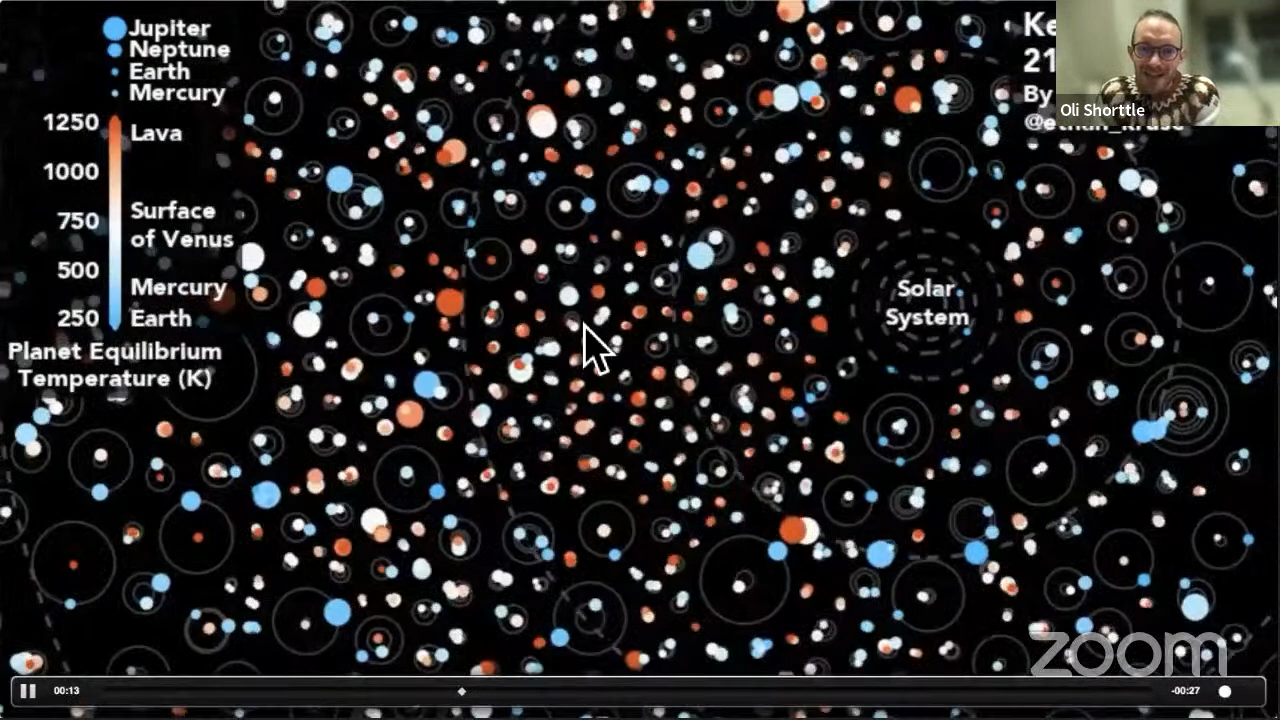 Jupiter
Neptune
Earth
Mercury
1250
Lava
1000
750
Surface
of Venus
500
Mercury
250
Earth
Planet Equilibrium
Temperature (K)
Solar
System
Ke
21
By
Oli Shorttle
zoom
00:13
-00:27